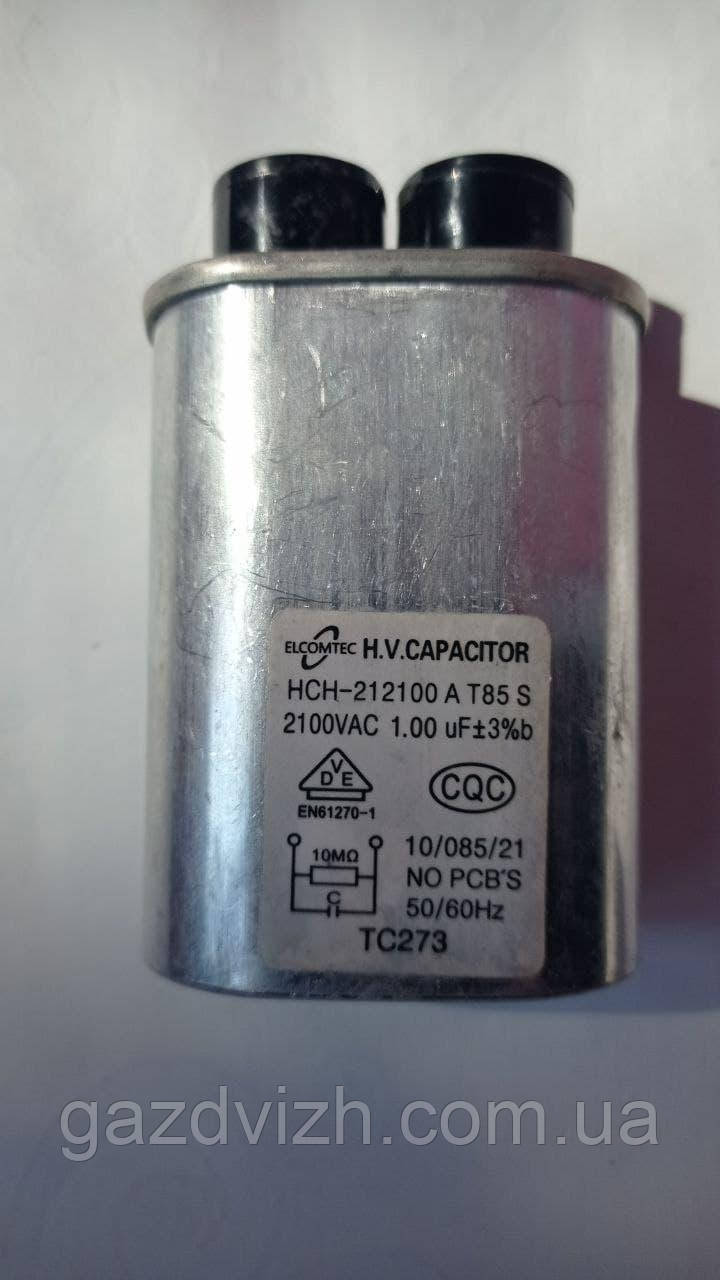 ELCOMTEC H.V.CAPACITOR
HCH-212100 A T85 S
2100VAC 1.00 uF±3%b
DVE
EN61270-1
CQC
10MΩ
C
10/085/21
NO PCB'S
50/60Hz
TC273
gazdvizh.com.ua